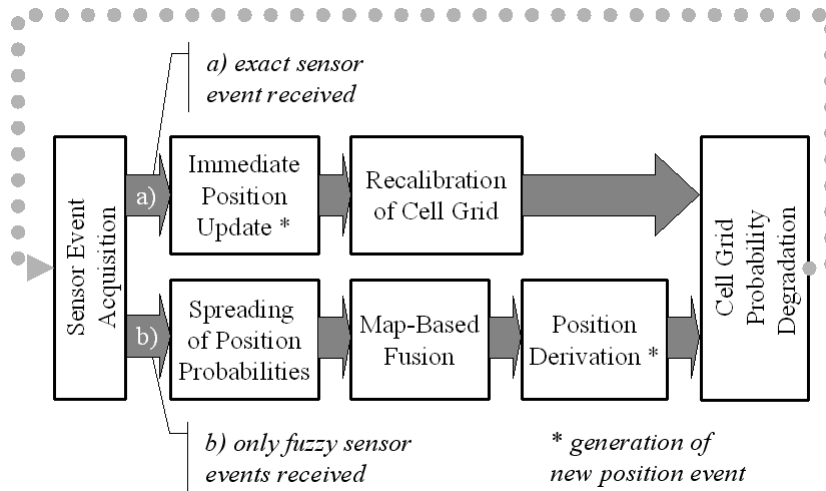 a) exact sensor
event received
Sensor Event
Acquisition
a)
Immediate
Position
Update *
Recalibration
of Cell Grid
b)
Spreading
of Position
Probabilities
Map-Based
Fusion
Position
Derivation *
Cell Grid
Probability
Degradation
b) only fuzzy sensor
events received
* generation of
new position event